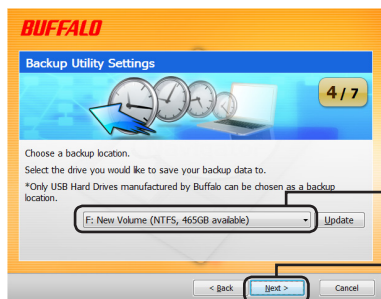 BUFFALO
Backup Utility Settings
4 / 7
Choose a backup location.
Select the drive you would like to save your backup data to.
*Only USB Hard Drives manufactured by Buffalo can be chosen as a backup
location.
F: New Volume (NTFS, 465GB available)
Update
< Back
Next >
Cancel